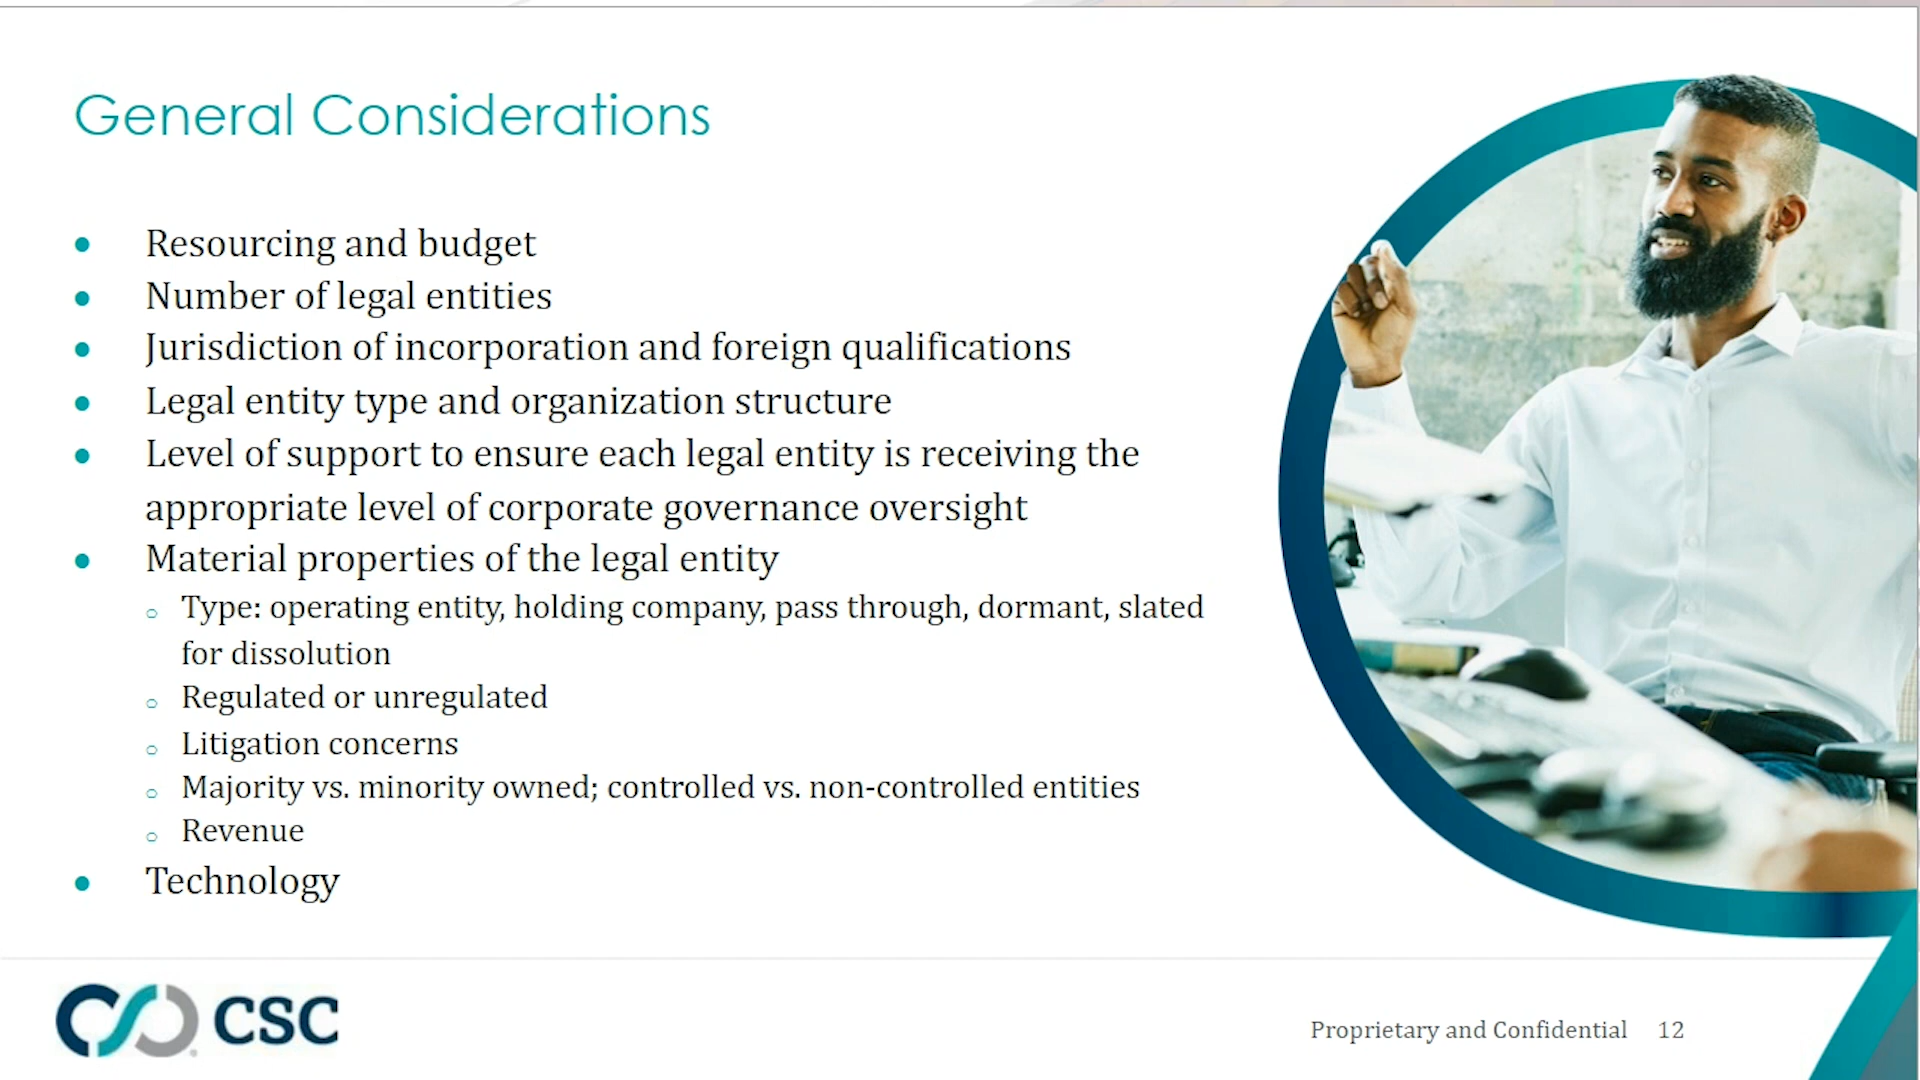 General Considerations
Resourcing and budget
Number of legal entities
Jurisdiction of incorporation and foreign qualifications
Legal entity type and organization structure
Level of support to ensure each legal entity is receiving the
appropriate level of corporate governance oversight
Material properties of the legal entity
Type: operating entity, holding company, pass through, dormant, slated
for dissolution
Regulated or unregulated
Litigation concerns
Majority vs. minority owned; controlled vs. non-controlled entities
Revenue
Technology
CSC
Proprietary and Confidential 12